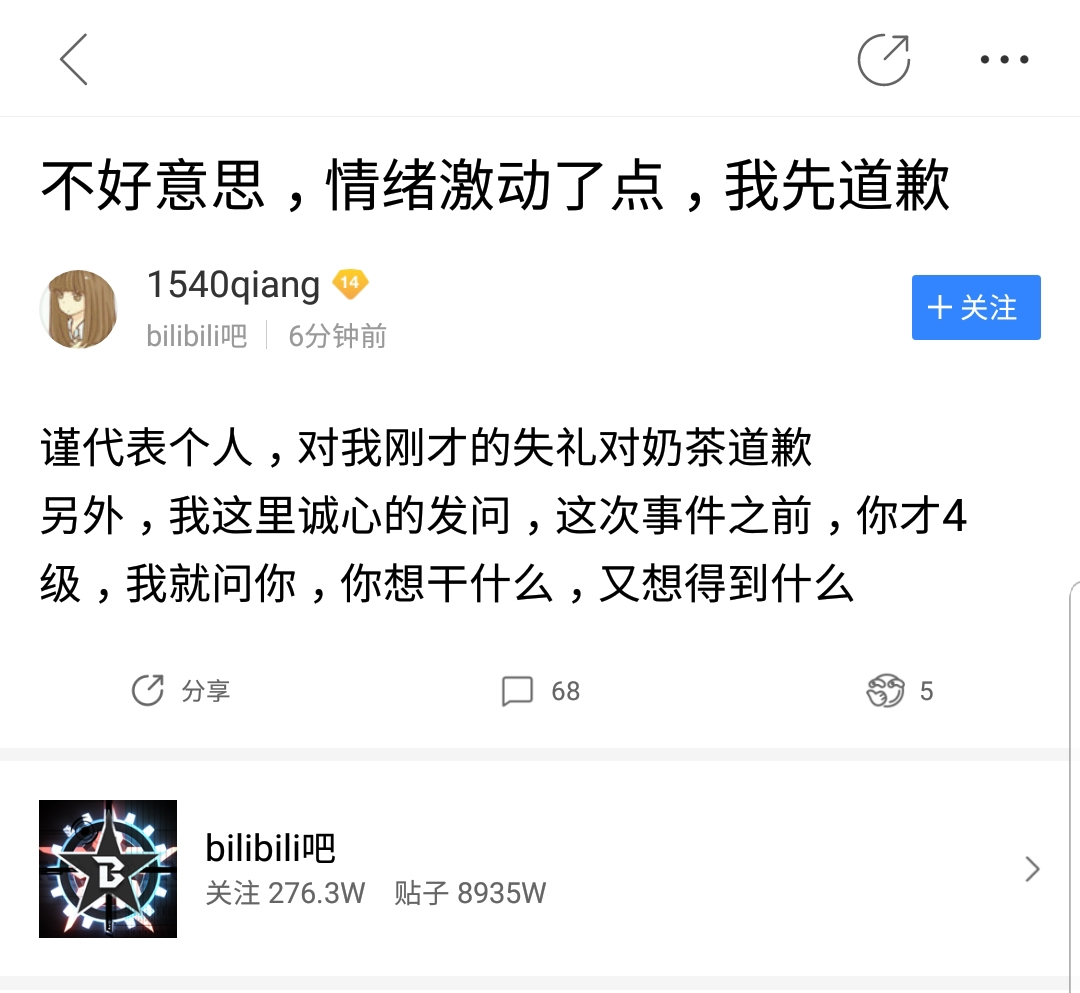 不好意思，情绪激动了点，我先道歉
1540qiang 14
bilibili吧 6分钟前
+ 关注
谨代表个人，对我刚才的失礼对奶茶道歉
另外，我这里诚心的发问，这次事件之前，你才4
级，我就问你，你想干什么，又想得到什么
分享 68 5
B
bilibili吧
关注 276.3W 贴子 8935W